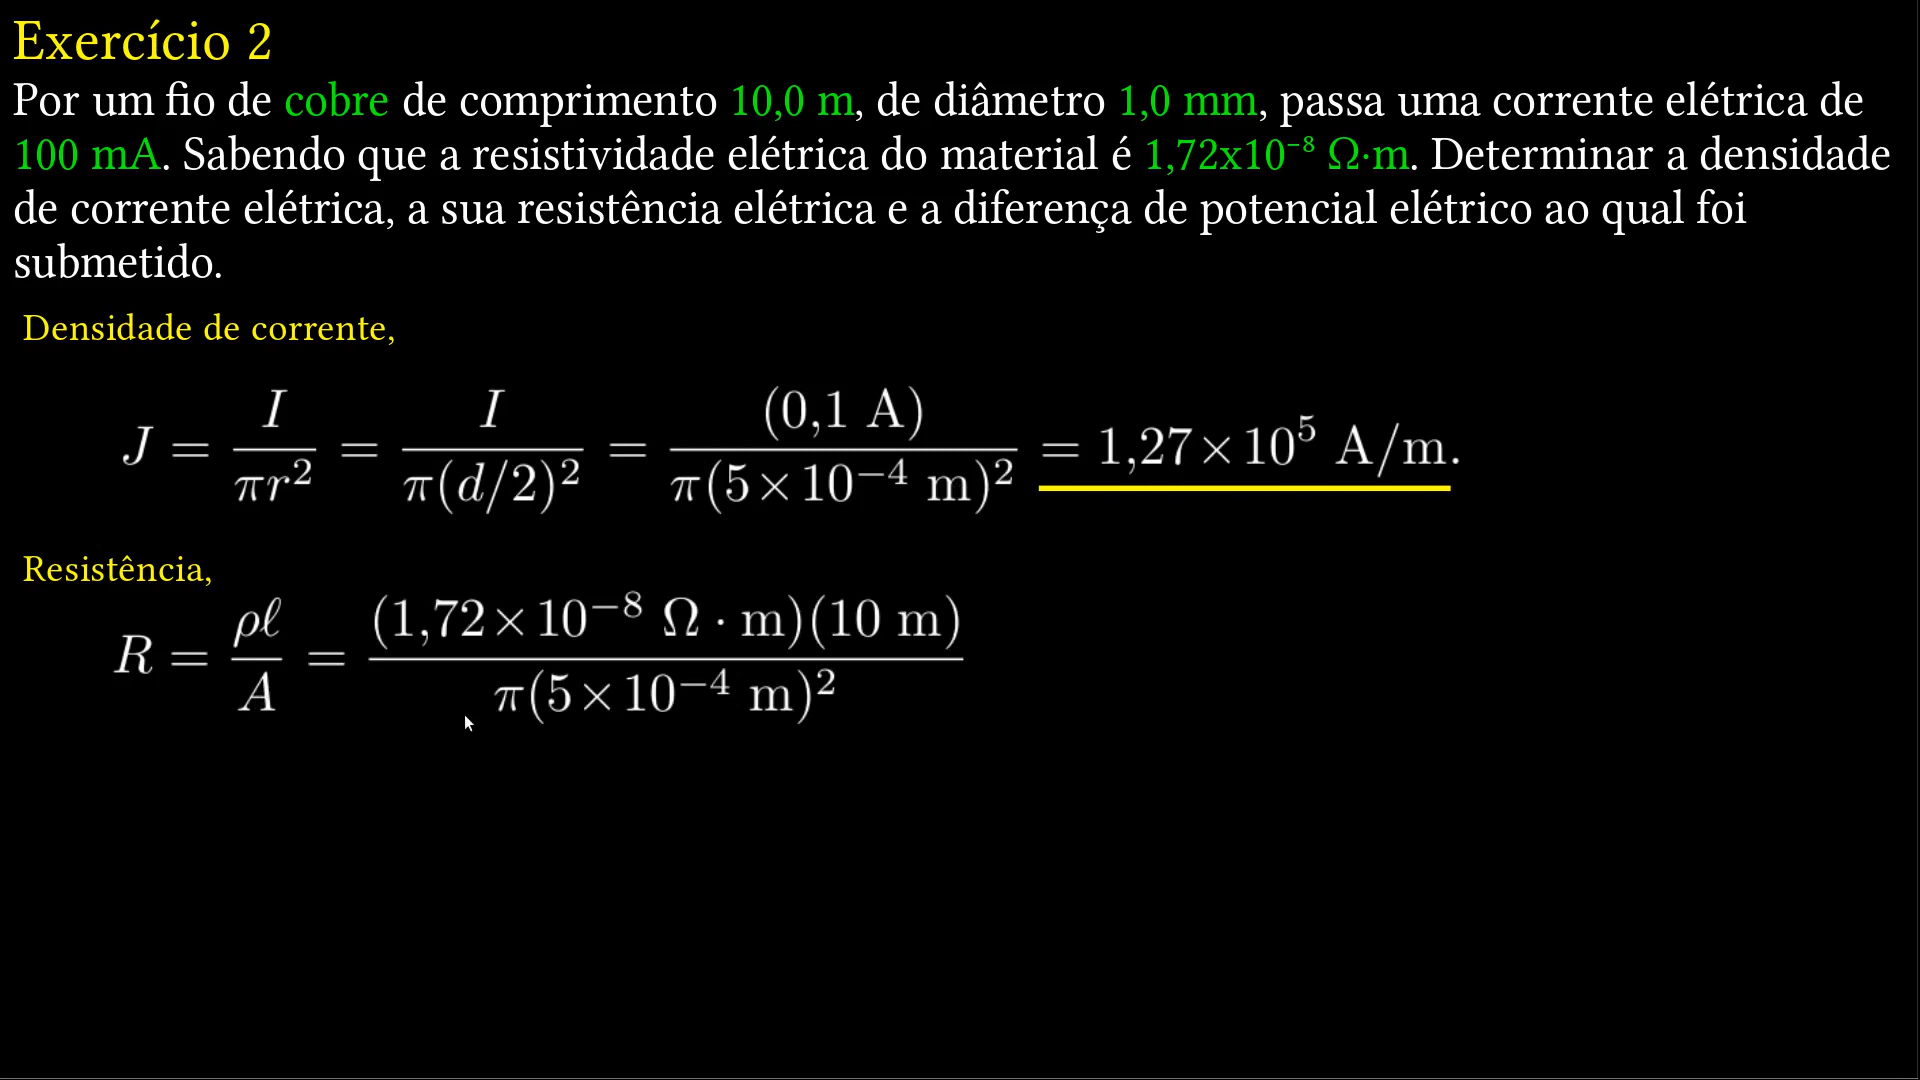 Exercício 2
Por um fio de cobre de comprimento 10,0 m, de diâmetro 1,0 mm, passa uma corrente elétrica de
100 mA. Sabendo que a resistividade elétrica do material é 1,72x10⁻⁸ Ω·m. Determinar a densidade
de corrente elétrica, a sua resistência elétrica e a diferença de potencial elétrico ao qual foi
submetido.
Densidade de corrente,
J = I/πr² = I/π(d/2)² = (0,1 A)/π(5×10⁻⁴ m)² = 1,27×10⁵ A/m.
Resistência,
R = ρℓ/A = (1,72×10⁻⁸ Ω · m)(10 m)/π(5×10⁻⁴ m)²